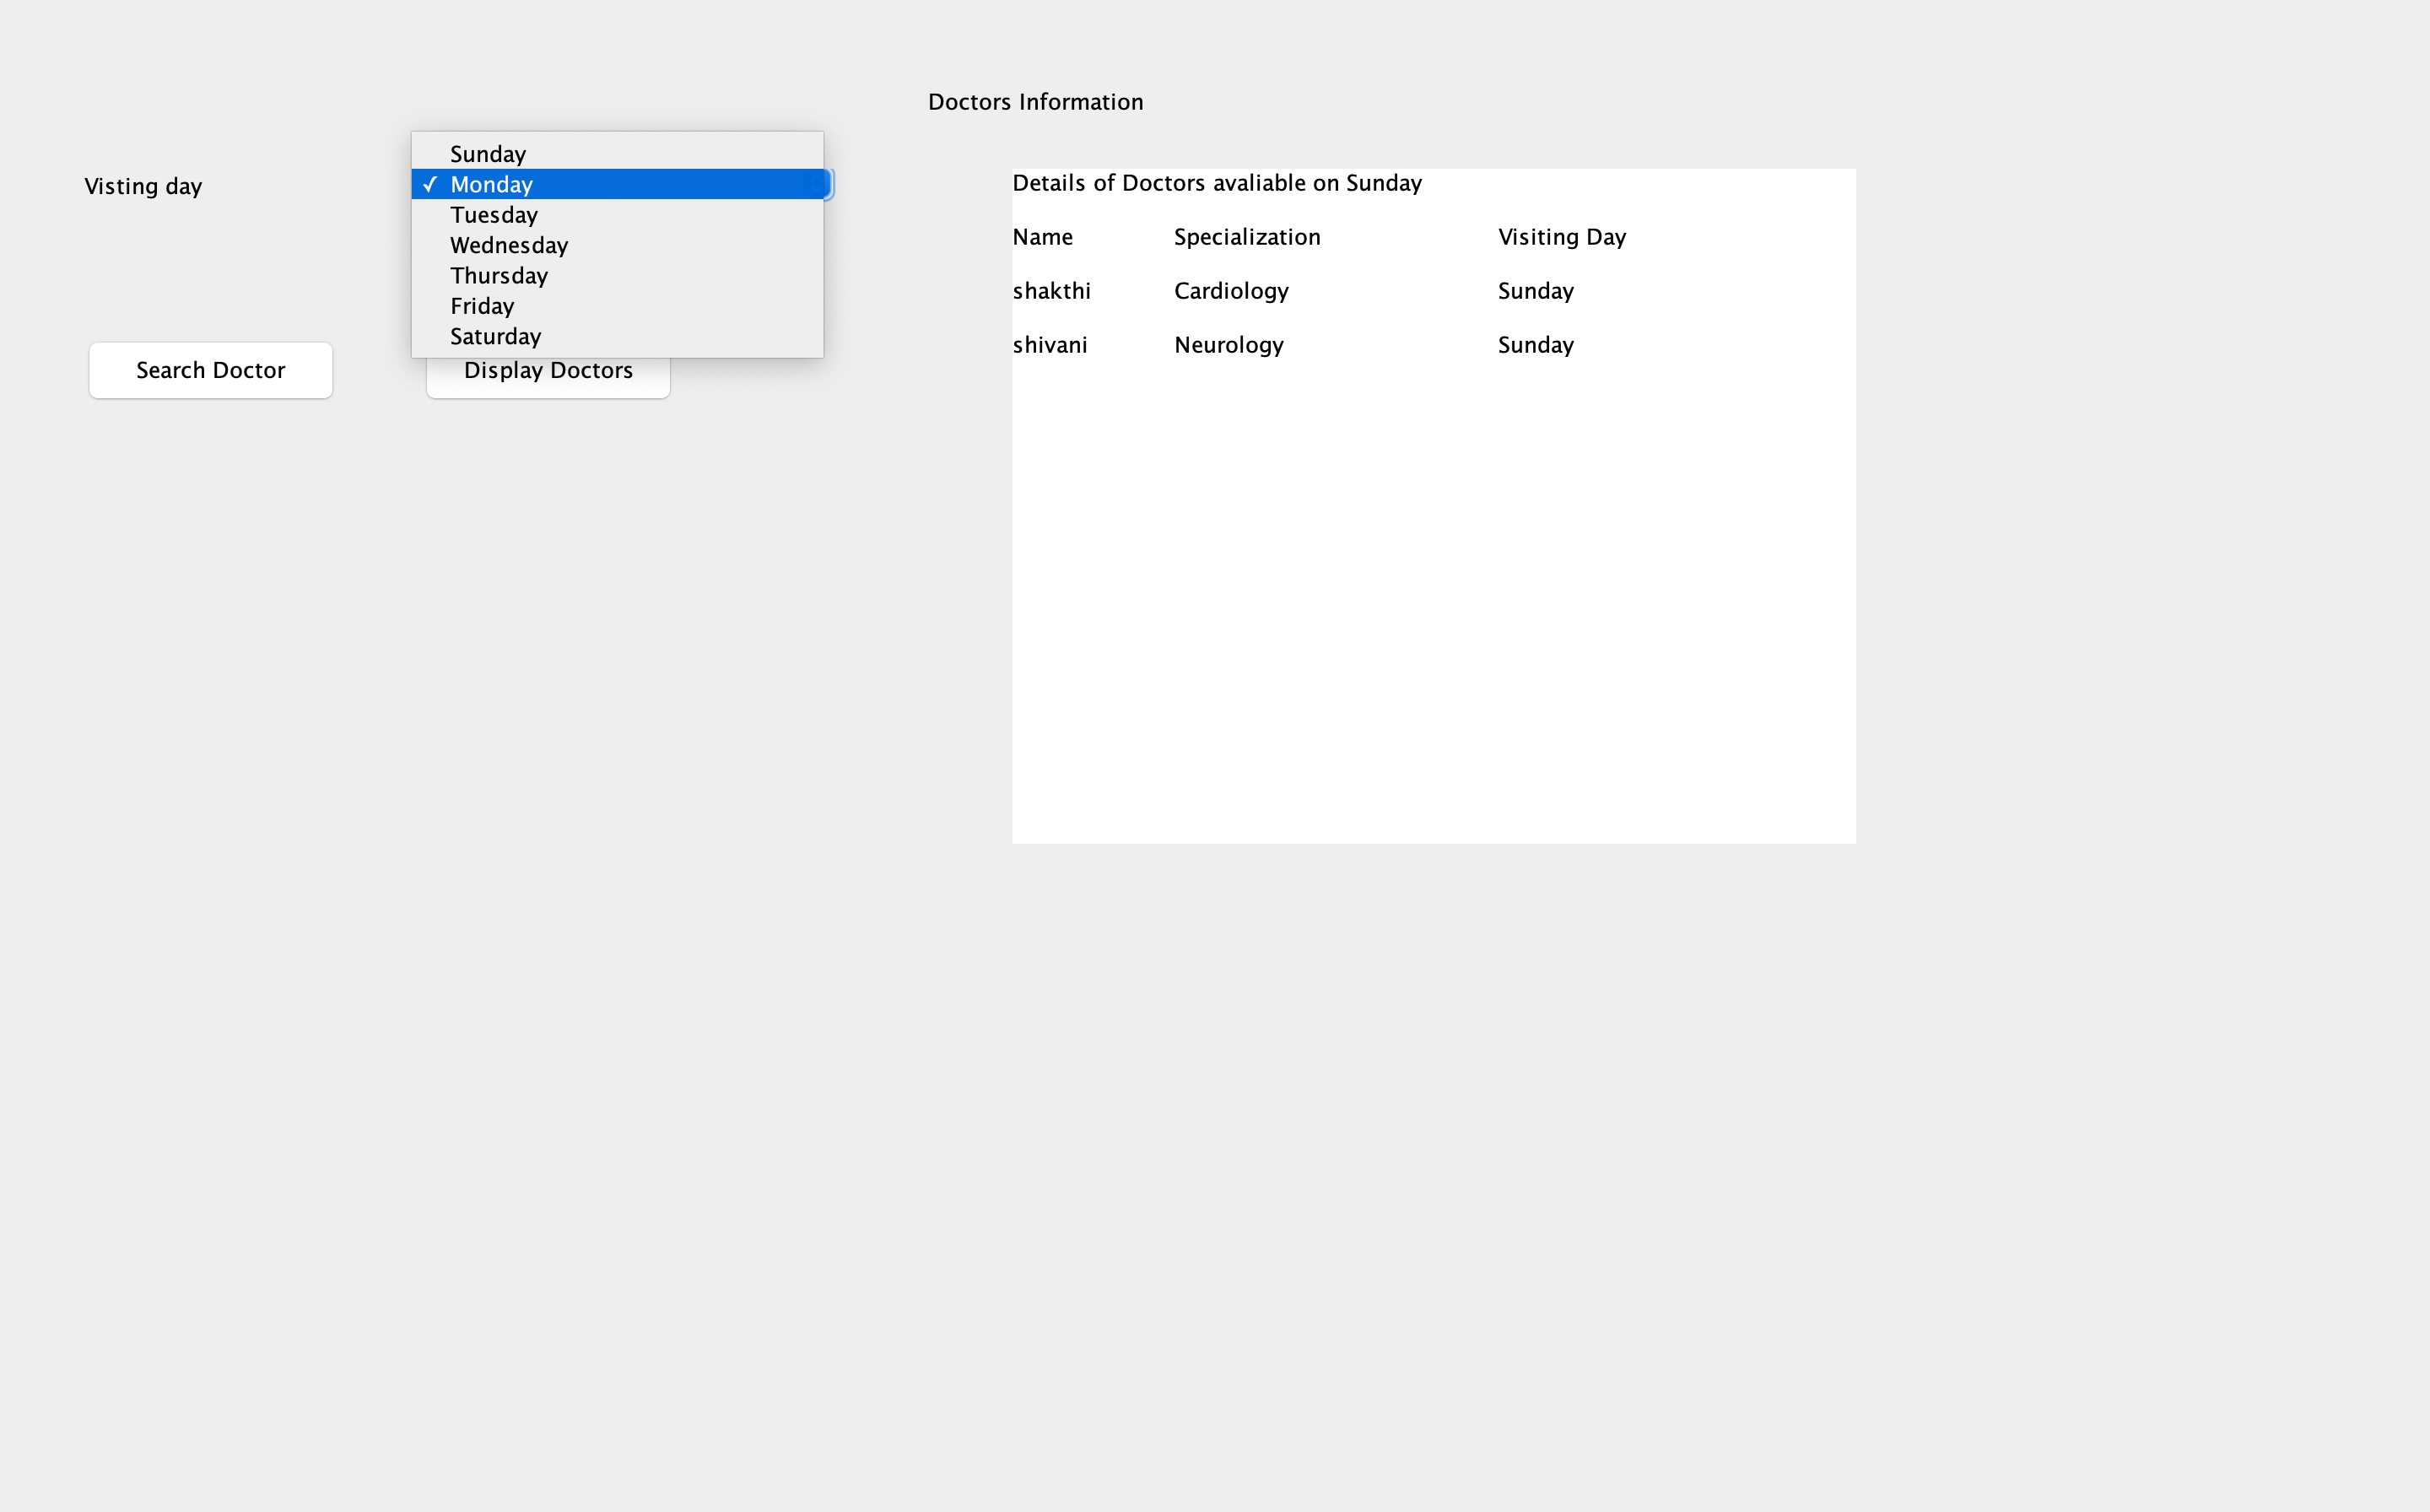 Doctors Information
Visting day
Sunday
✓ Monday
Tuesday
Wednesday
Thursday
Friday
Saturday
Search Doctor
Display Doctors
Details of Doctors avaliable on Sunday
Name Specialization Visiting Day
shakthi Cardiology Sunday
shivani Neurology Sunday